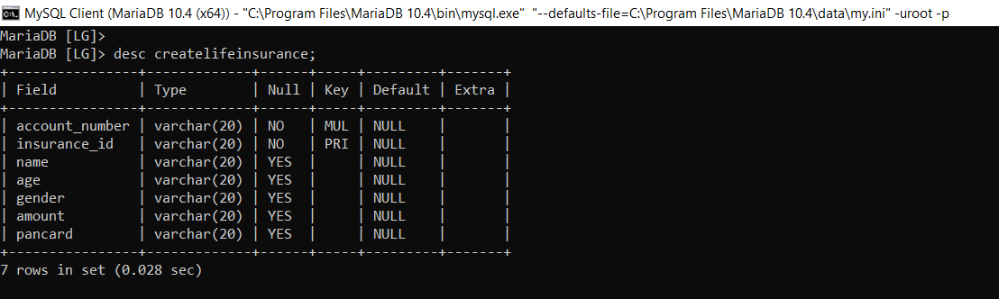 MySQL Client (MariaDB 10.4 (x64)) - "C:\Program Files\MariaDB 10.4\bin\mysql.exe"  "--defaults-file=C:\Program Files\MariaDB 10.4\data\my.ini" -uroot -p
MariaDB [LG]>
MariaDB [LG]> desc createlifeinsurance;
+----------------+-------------+------+-----+---------+-------+
| Field          | Type        | Null | Key | Default | Extra |
+----------------+-------------+------+-----+---------+-------+
| account_number | varchar(20) | NO   | MUL | NULL    |       |
| insurance_id   | varchar(20) | NO   | PRI | NULL    |       |
| name           | varchar(20) | YES  |     | NULL    |       |
| age            | varchar(20) | YES  |     | NULL    |       |
| gender         | varchar(20) | YES  |     | NULL    |       |
| amount         | varchar(20) | YES  |     | NULL    |       |
| pancard        | varchar(20) | YES  |     | NULL    |       |
+----------------+-------------+------+-----+---------+-------+
7 rows in set (0.028 sec)